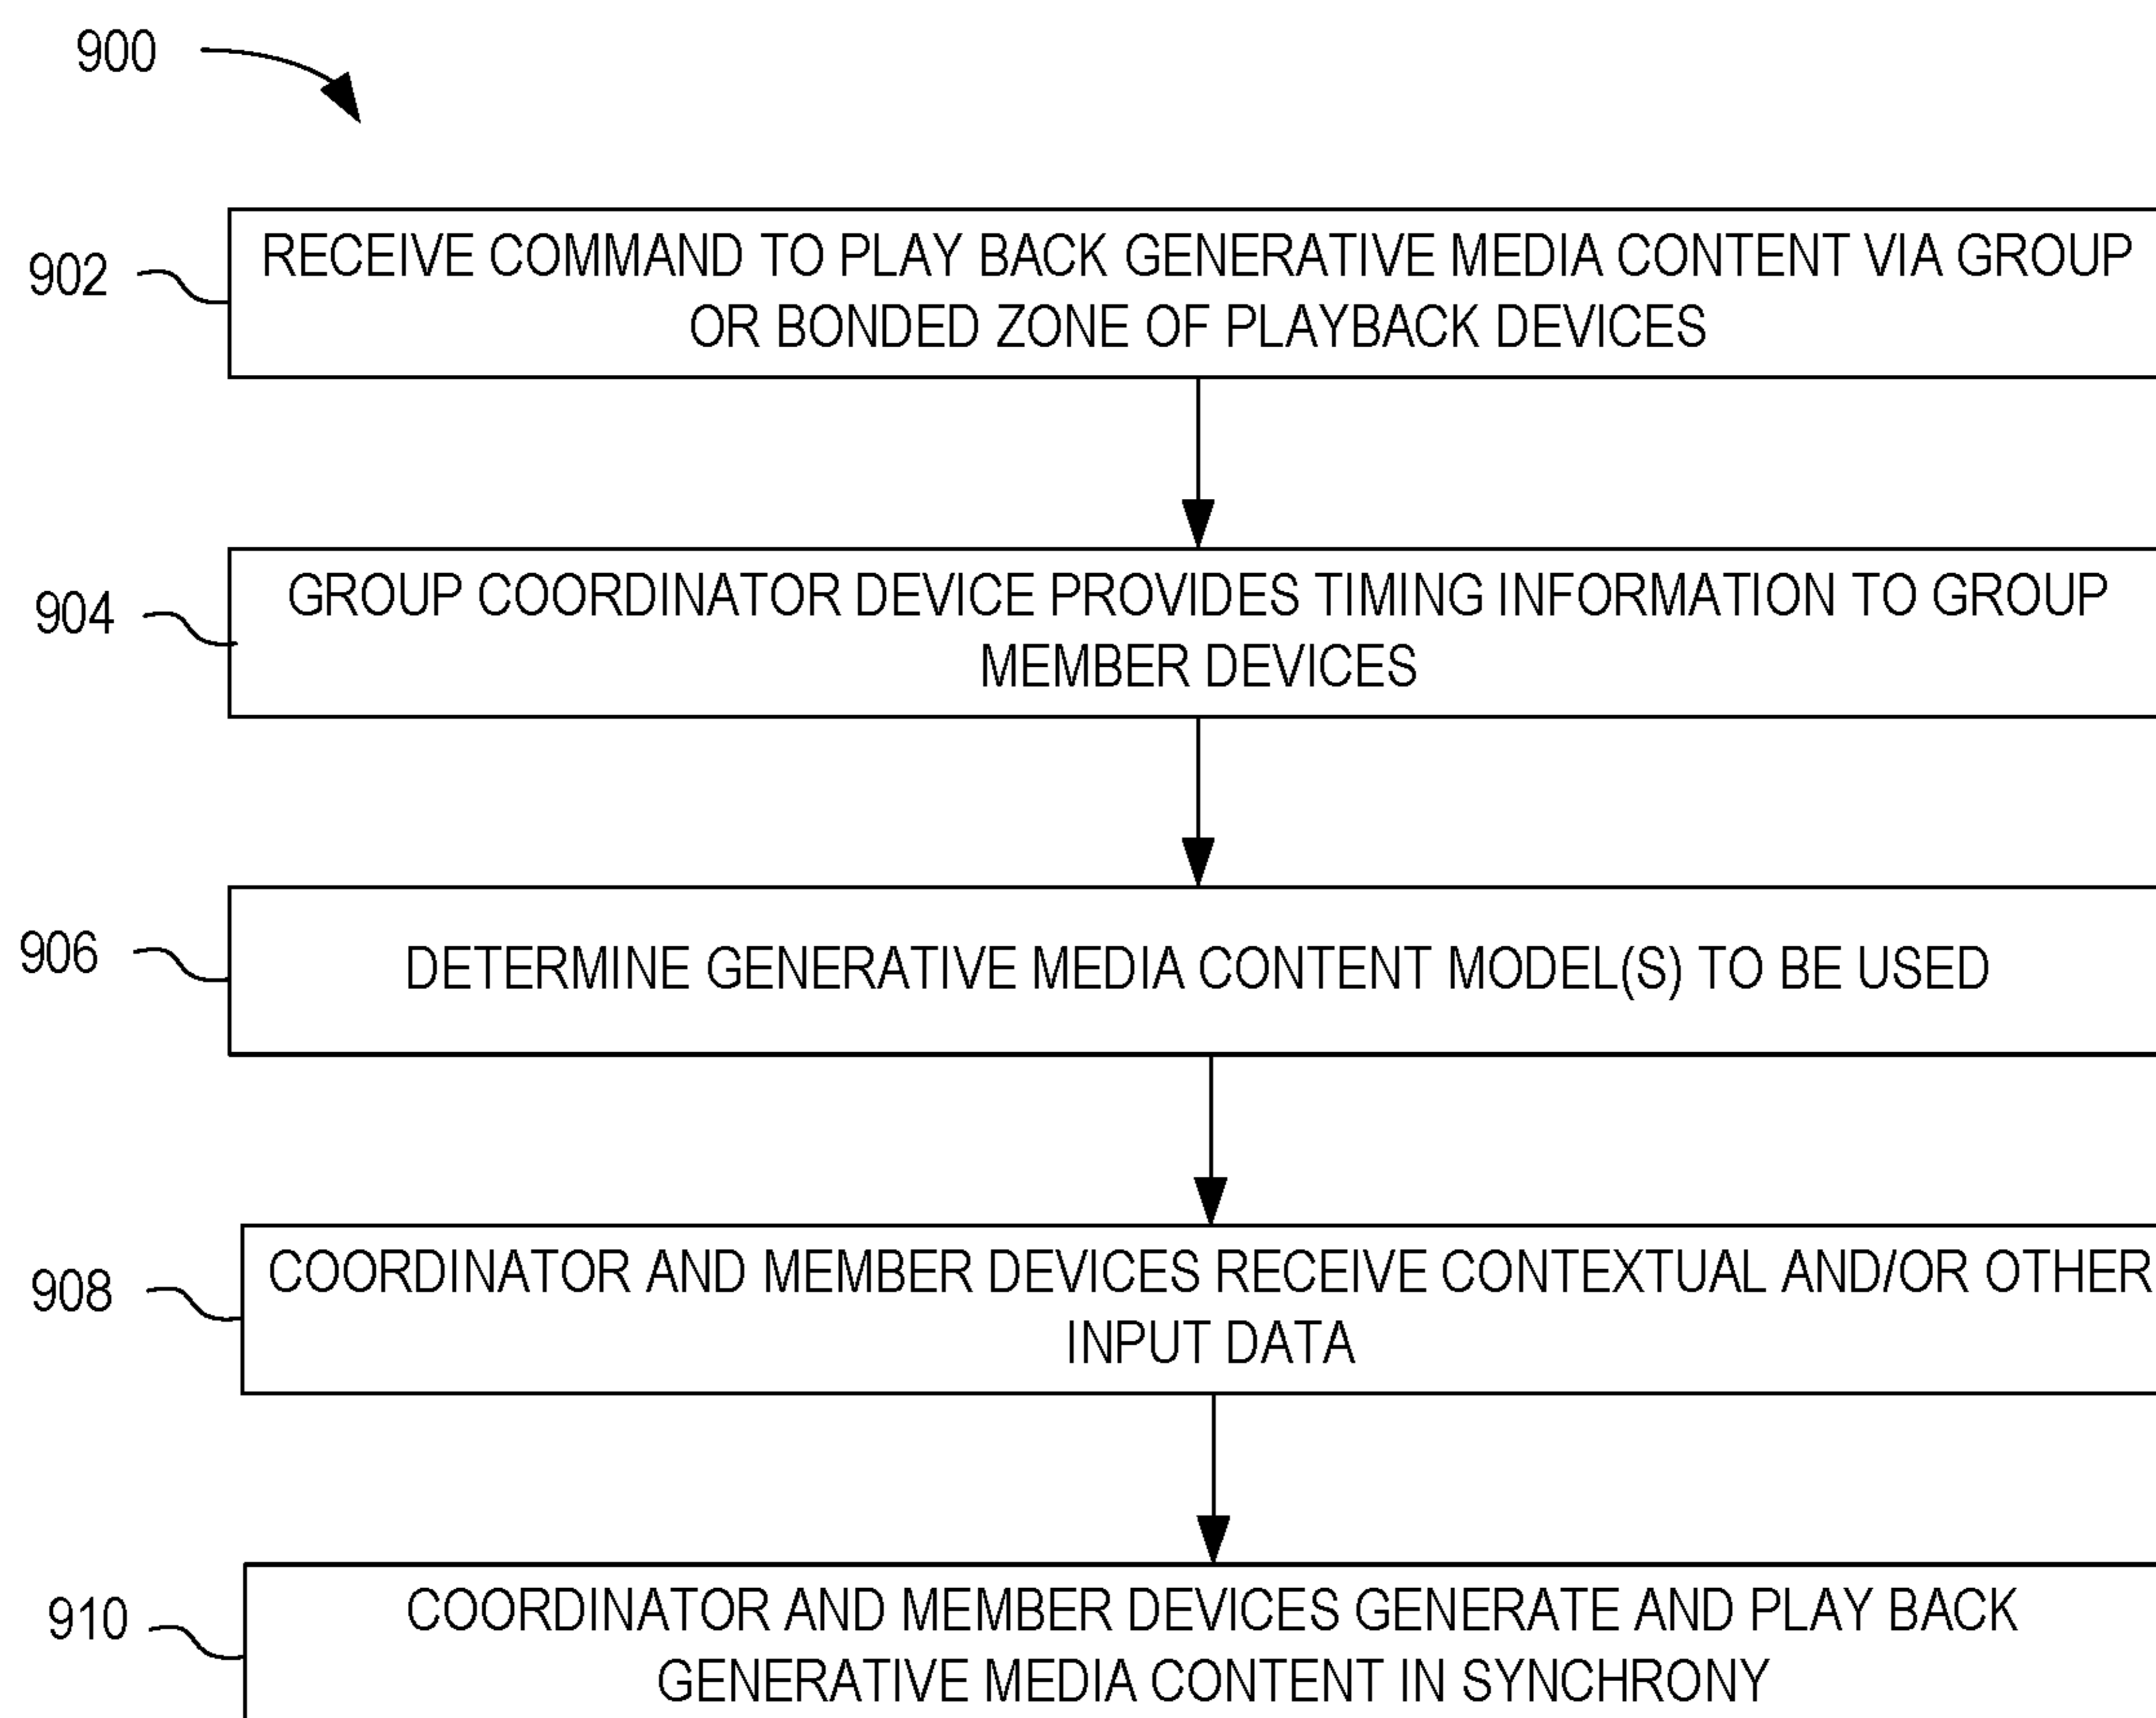 900
902
RECEIVE COMMAND TO PLAY BACK GENERATIVE MEDIA CONTENT VIA GROUP
OR BONDED ZONE OF PLAYBACK DEVICES
904
GROUP COORDINATOR DEVICE PROVIDES TIMING INFORMATION TO GROUP
MEMBER DEVICES
906
DETERMINE GENERATIVE MEDIA CONTENT MODEL(S) TO BE USED
908
COORDINATOR AND MEMBER DEVICES RECEIVE CONTEXTUAL AND/OR OTHER
INPUT DATA
910
COORDINATOR AND MEMBER DEVICES GENERATE AND PLAY BACK
GENERATIVE MEDIA CONTENT IN SYNCHRONY